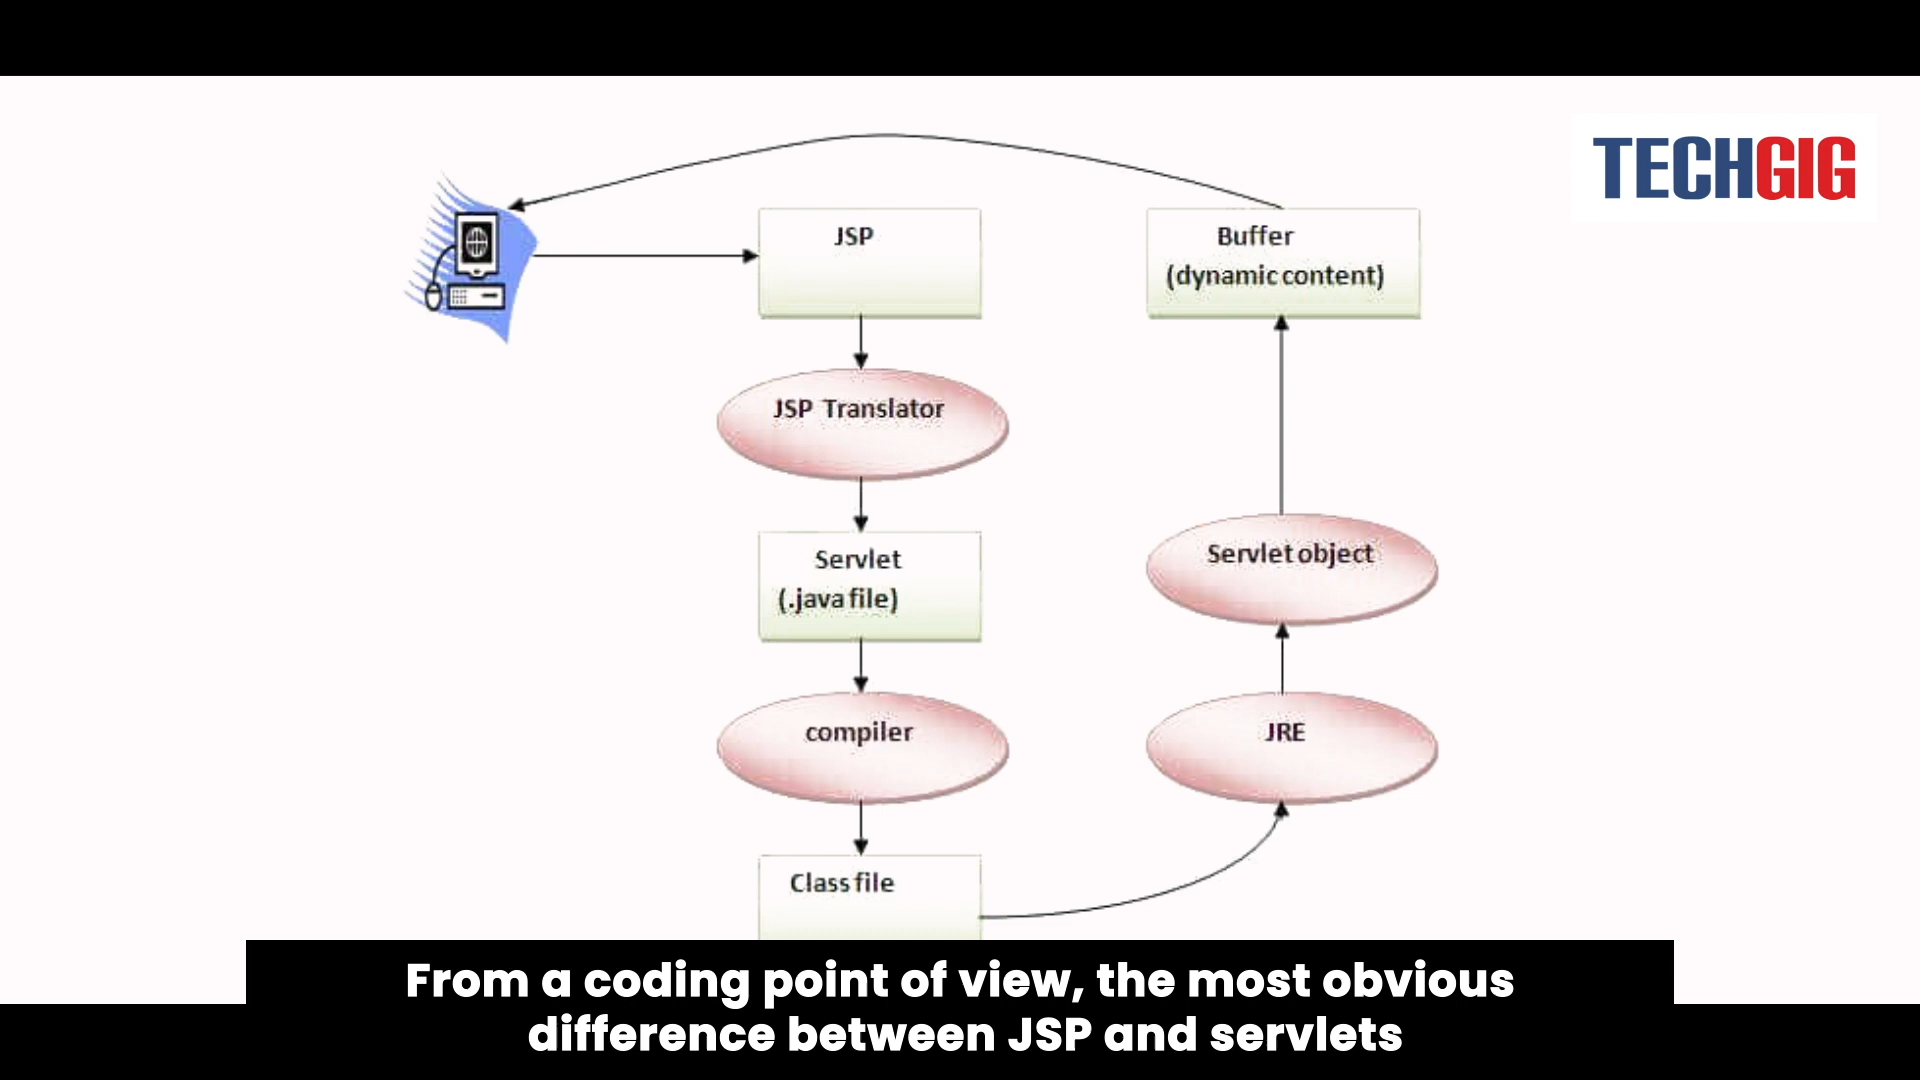 TECHGIG
JSP
Buffer
(dynamic content)
JSP Translator
Servlet
(.java file)
Servlet object
compiler
JRE
Class file
From a coding point of view, the most obvious
difference between JSP and servlets